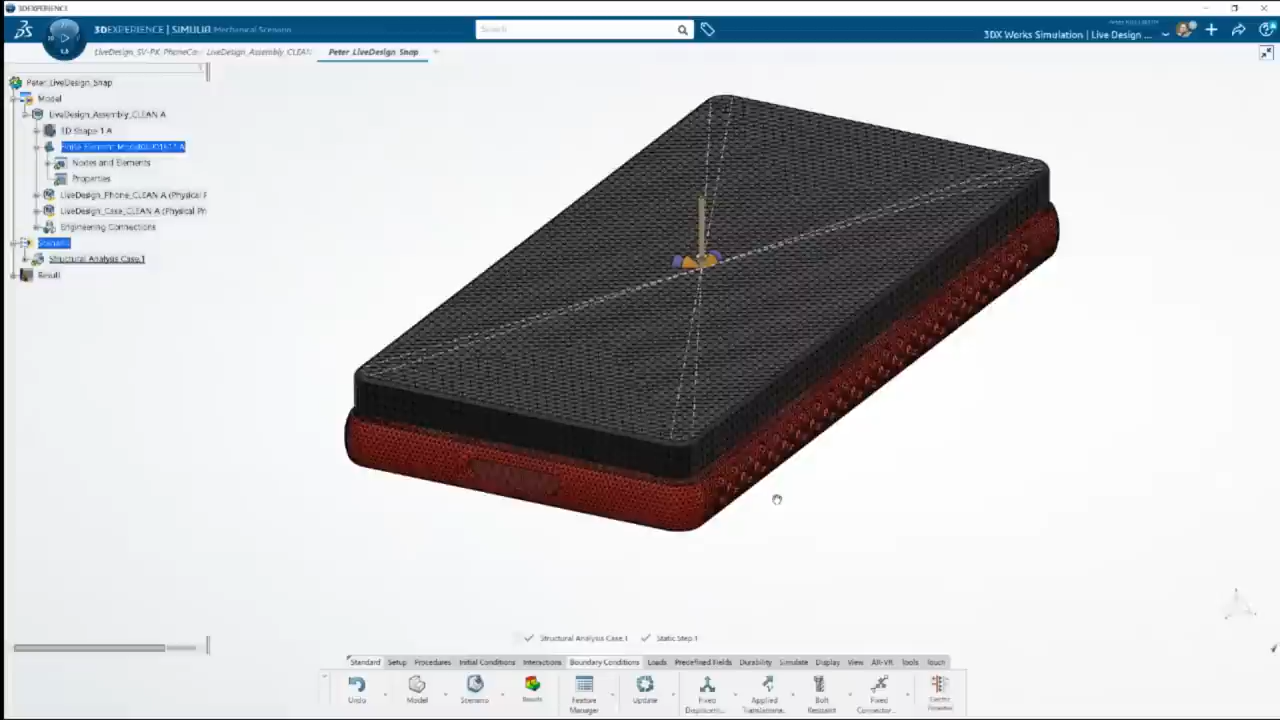 3DEXPERIENCE
3DEXPERIENCE | SIMULIA Mechanical Scenario
Search
3DX Works Simulation | Live Design ...
LiveDesign_SV-PK_PhoneCa...
LiveDesign_Assembly_CLEAN
Peter_LiveDesign_Snap
Peter_LiveDesign_Snap
Model
LiveDesign_Assembly_CLEAN A
3D Shape 1 A
Nodes and Elements
Properties
LiveDesign_Phone_CLEAN A (Physical P
LiveDesign_Case_CLEAN A (Physical Pr
Engineering Connections
Scenario
Structural Analysis Case.1
Result
Structural Analysis Case.1
Static Step.1
Standard Setup Procedures Initial Conditions Interactions Boundary Conditions Loads Predefined Fields Durability Simulate Display View AR-VR Tools Touch
Undo
Model
Scenario
Results
Feature Manager
Update
Fixed Displacem...
Applied Translation...
Bolt Restraint
Fixed Connector...